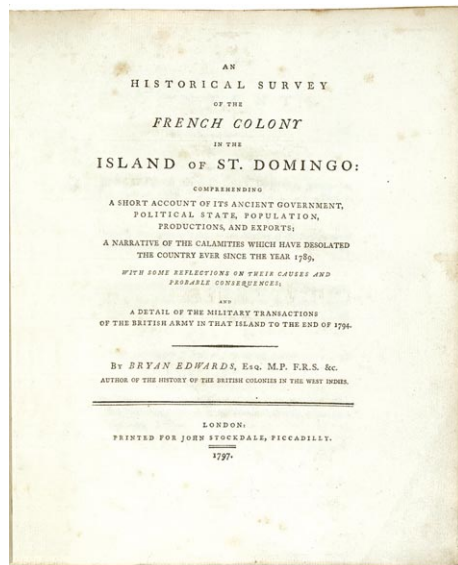 AN
HISTORICAL SURVEY
OF THE
FRENCH COLONY
IN THE
ISLAND OF ST. DOMINGO:
COMPREHENDING
A SHORT ACCOUNT OF ITS ANCIENT GOVERNMENT,
POLITICAL STATE, POPULATION,
PRODUCTIONS, AND EXPORTS;
A NARRATIVE OF THE CALAMITIES WHICH HAVE DESOLATED
THE COUNTRY EVER SINCE THE YEAR 1789,
WITH SOME REFLECTIONS ON THEIR CAUSES AND
PROBABLE CONSEQUENCES;
AND
A DETAIL OF THE MILITARY TRANSACTIONS
OF THE BRITISH ARMY IN THAT ISLAND TO THE END OF 1794.
BY BRYAN EDWARDS, ESQ. M.P. F.R.S. &c.
AUTHOR OF THE HISTORY OF THE BRITISH COLONIES IN THE WEST INDIES.
LONDON:
PRINTED FOR JOHN STOCKDALE, PICCADILLY.
1797.